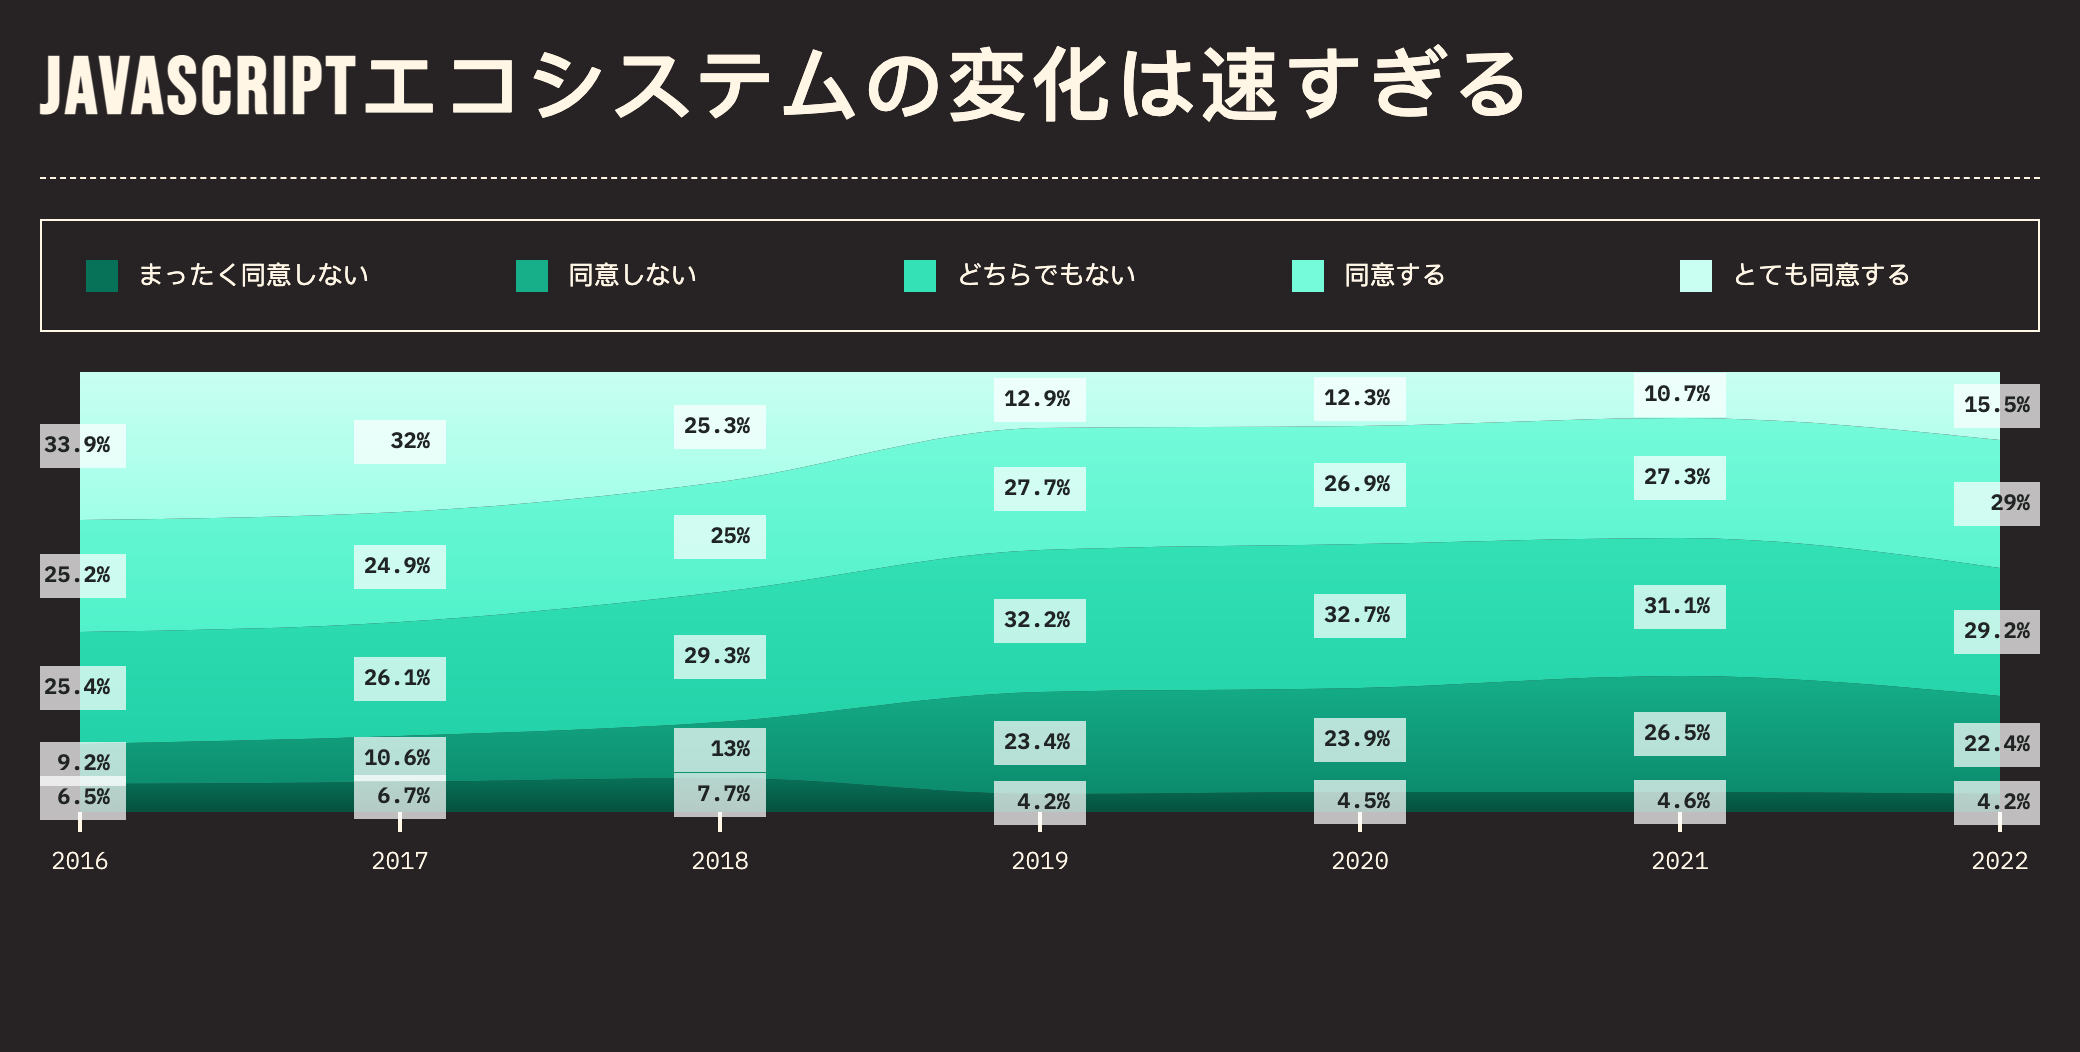 JAVASCRIPTエコシステムの変化は速すぎる
まったく同意しない 同意しない どちらでもない 同意する とても同意する
33.9% 32% 25.3% 12.9% 12.3% 10.7% 15.5%
25.2% 24.9% 25% 27.7% 26.9% 27.3% 29%
25.4% 26.1% 29.3% 32.2% 32.7% 31.1% 29.2%
9.2% 10.6% 13% 23.4% 23.9% 26.5% 22.4%
6.5% 6.7% 7.7% 4.2% 4.5% 4.6% 4.2%
2016 2017 2018 2019 2020 2021 2022